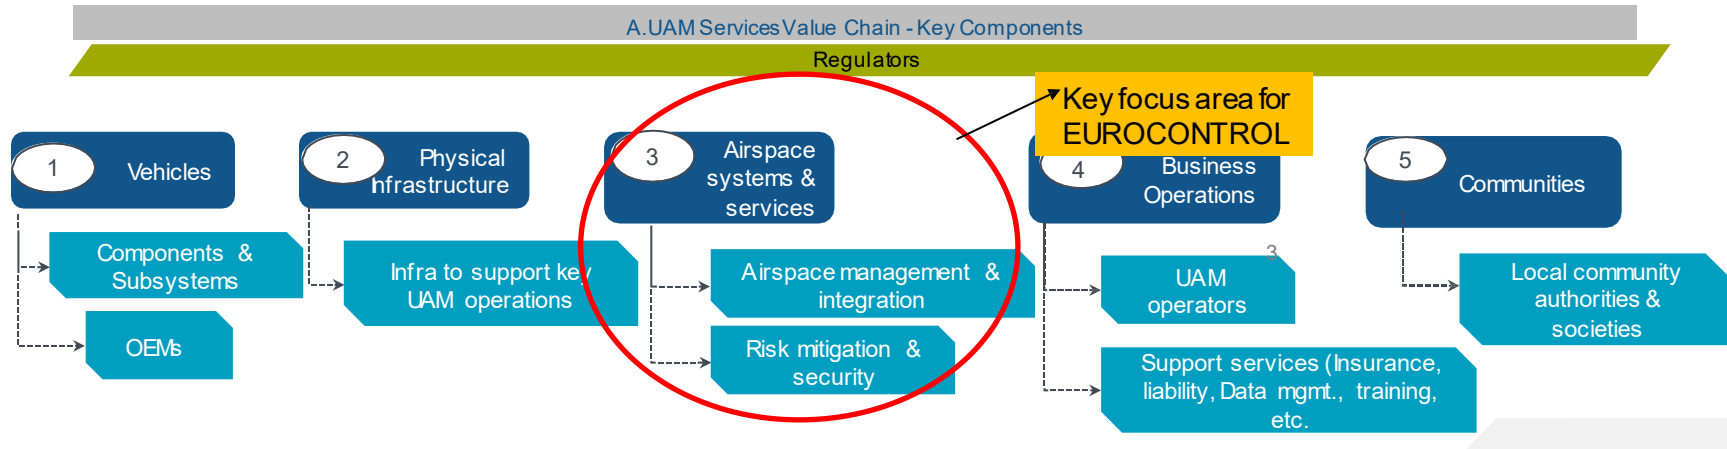 A.UAM Services Value Chain - Key Components
Regulators
Key focus area for
EUROCONTROL
1
Vehicles
2
Physical
Infrastructure
3
Airspace
systems &
services
4
Business
Operations
5
Communities
Components &
Subsystems
OEMs
Infra to support key
UAM operations
Airspace management &
integration
Risk mitigation &
security
3
UAM
operators
Support services (Insurance,
liability, Data mgmt., training,
etc.
Local community
authorities &
societies